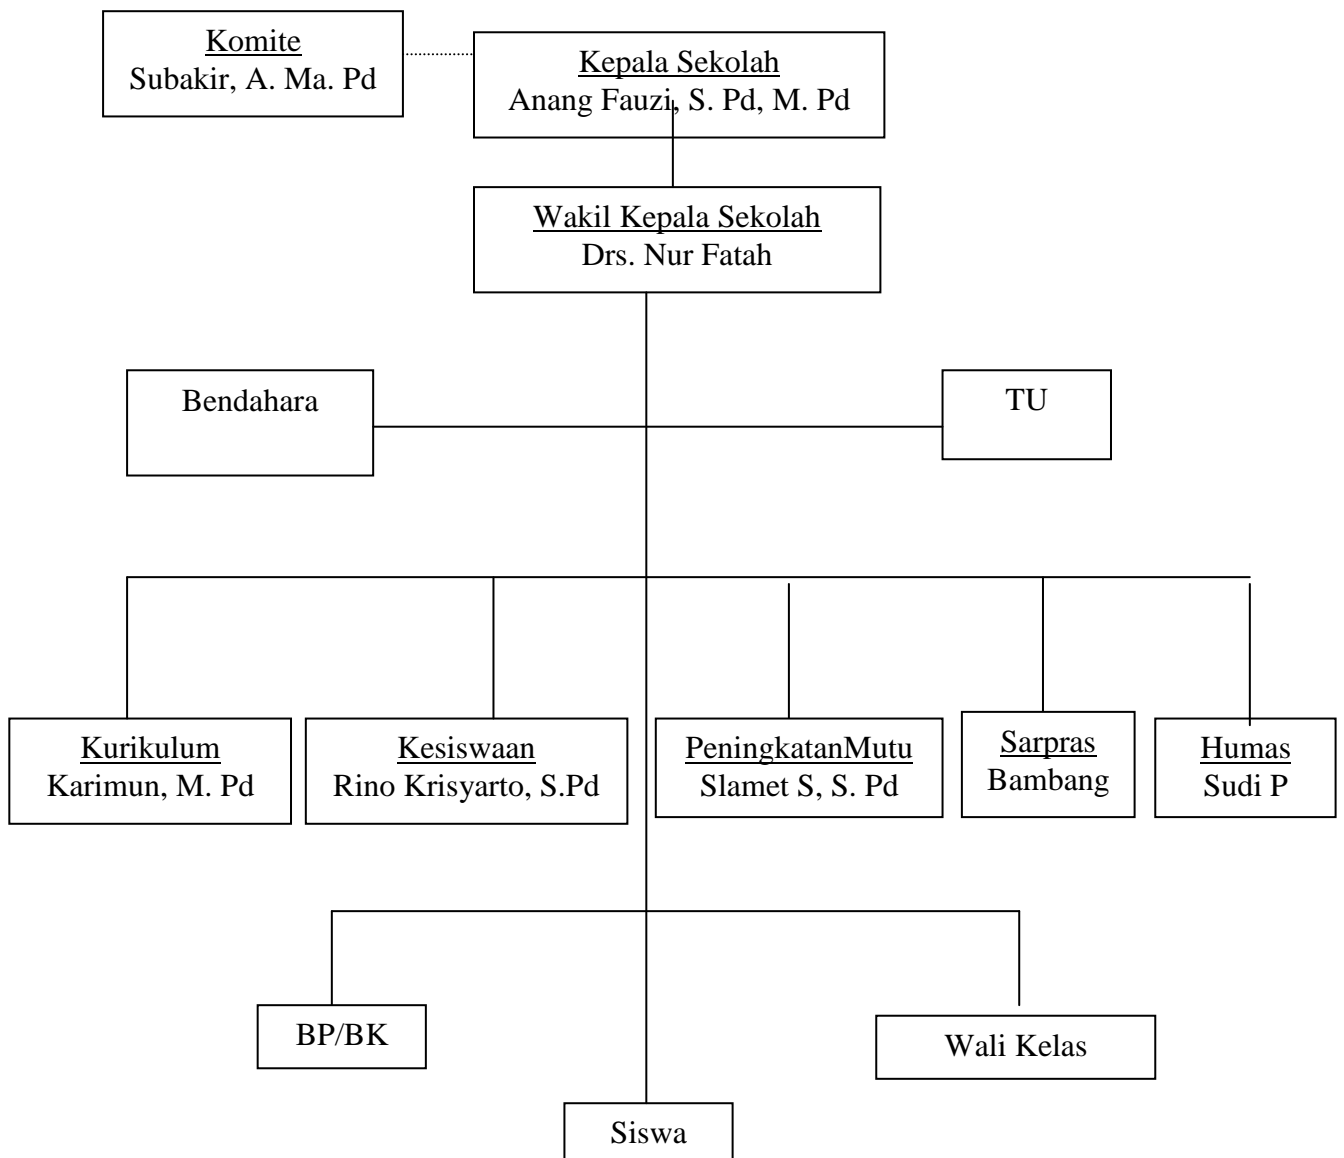 Komite
Subakir, A. Ma. Pd
Kepala Sekolah
Anang Fauzi, S. Pd, M. Pd
Wakil Kepala Sekolah
Drs. Nur Fatah
Bendahara
TU
Kurikulum
Karimun, M. Pd
Kesiswaan
Rino Krisyarto, S.Pd
PeningkatanMutu
Slamet S, S. Pd
Sarpras
Bambang
Humas
Sudi P
BP/BK
Wali Kelas
Siswa